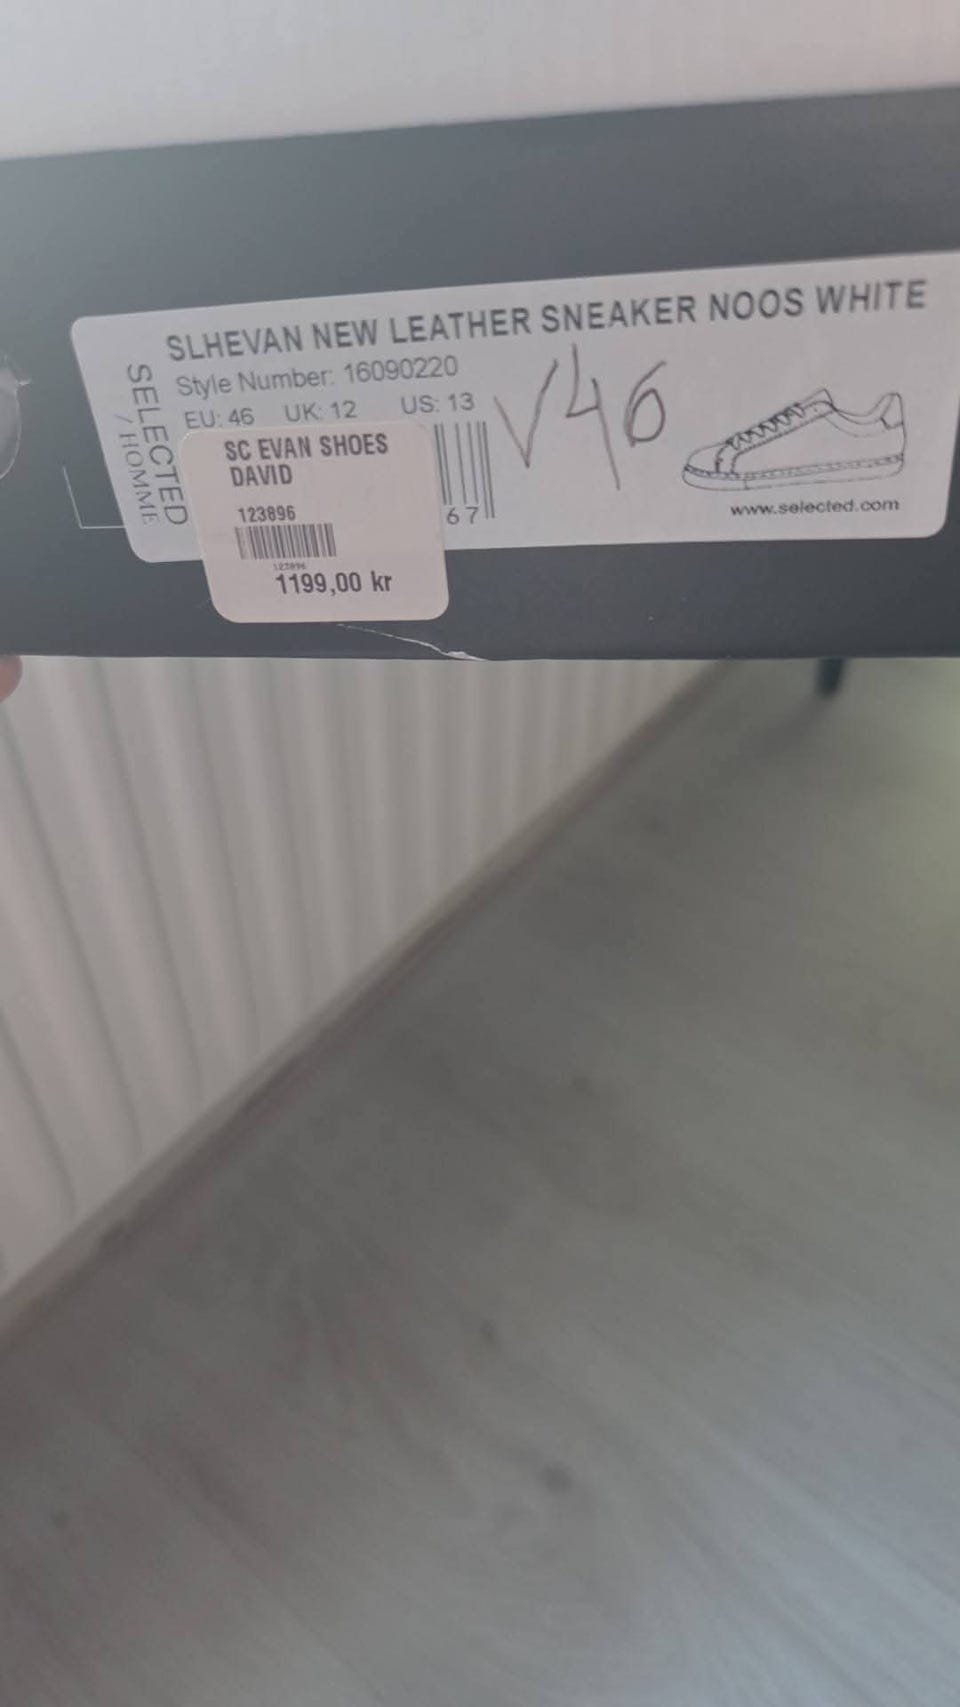 SLHEVAN NEW LEATHER SNEAKER NOOS WHITE
Style Number: 16090220
EU: 46 UK: 12 US: 13
V46
SELECTED
/HOMME
SC EVAN SHOES
DAVID
123896
123896
1199,00 kr
67
www.selected.com